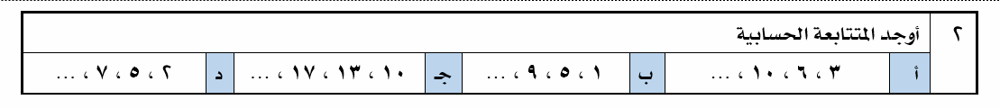 ٢ أوجد المتتابعة الحسابية
أ ٣ ، ٦ ، ١٠ ، ... ب ١ ، ٥ ، ٩ ، ... جـ ١٠ ، ١٣ ، ١٧ ، ... د ٢ ، ٥ ، ٧ ، ...